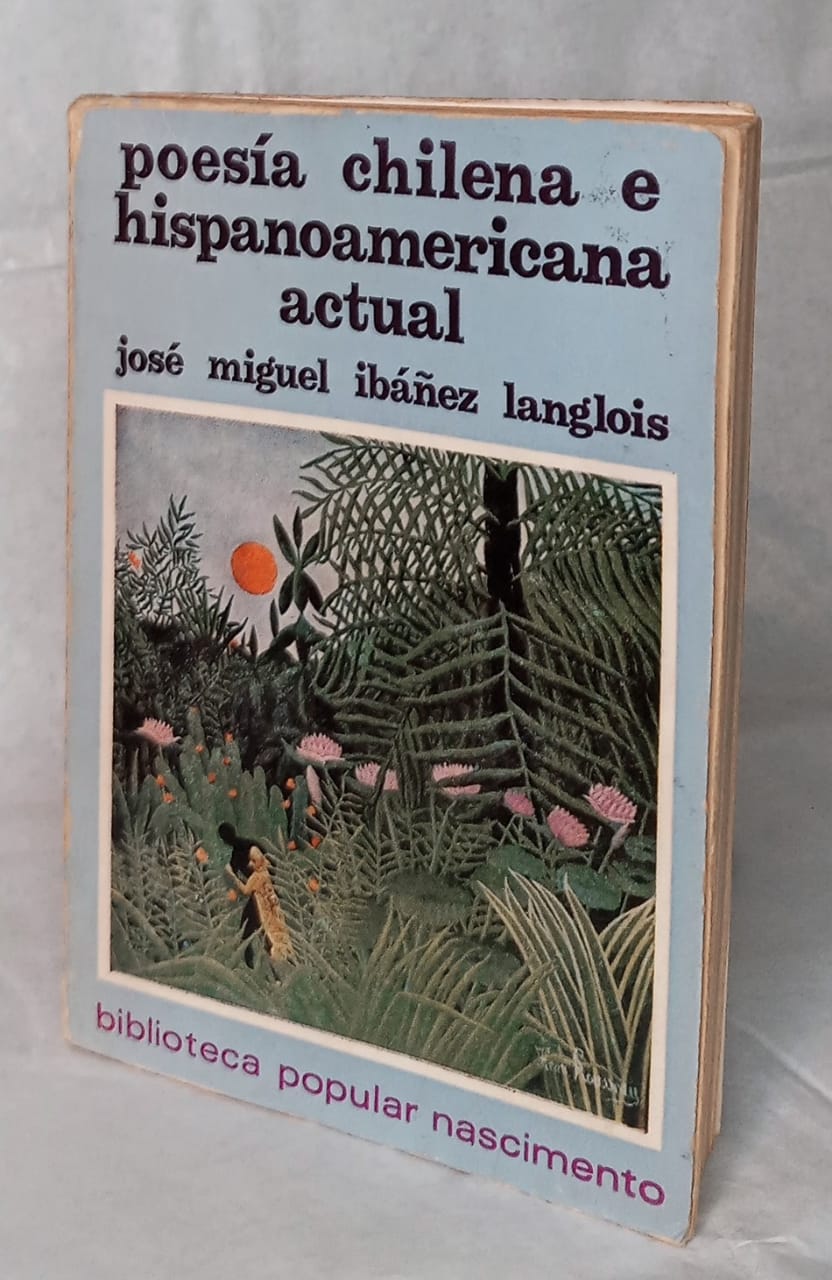 poesía chilena e
hispanoamericana
actual
josé miguel ibáñez langlois
biblioteca popular nascimento